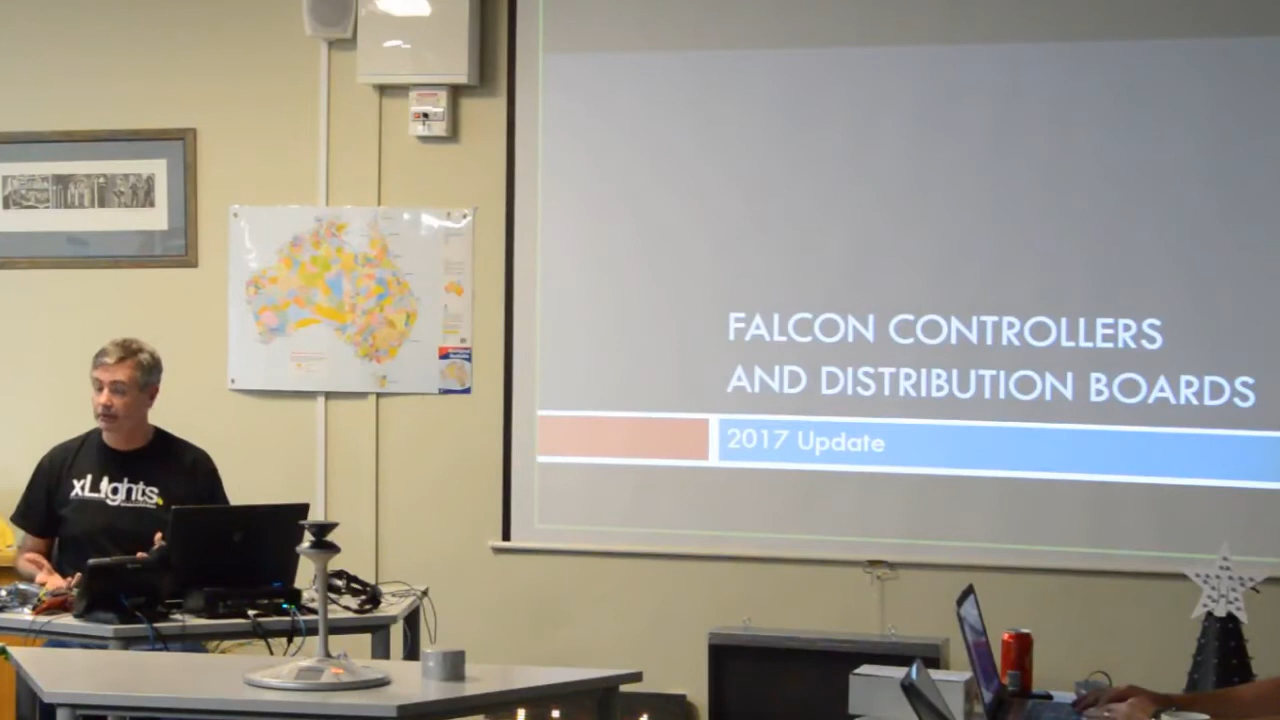 FALCON CONTROLLERS
AND DISTRIBUTION BOARDS
2017 Update
xLights